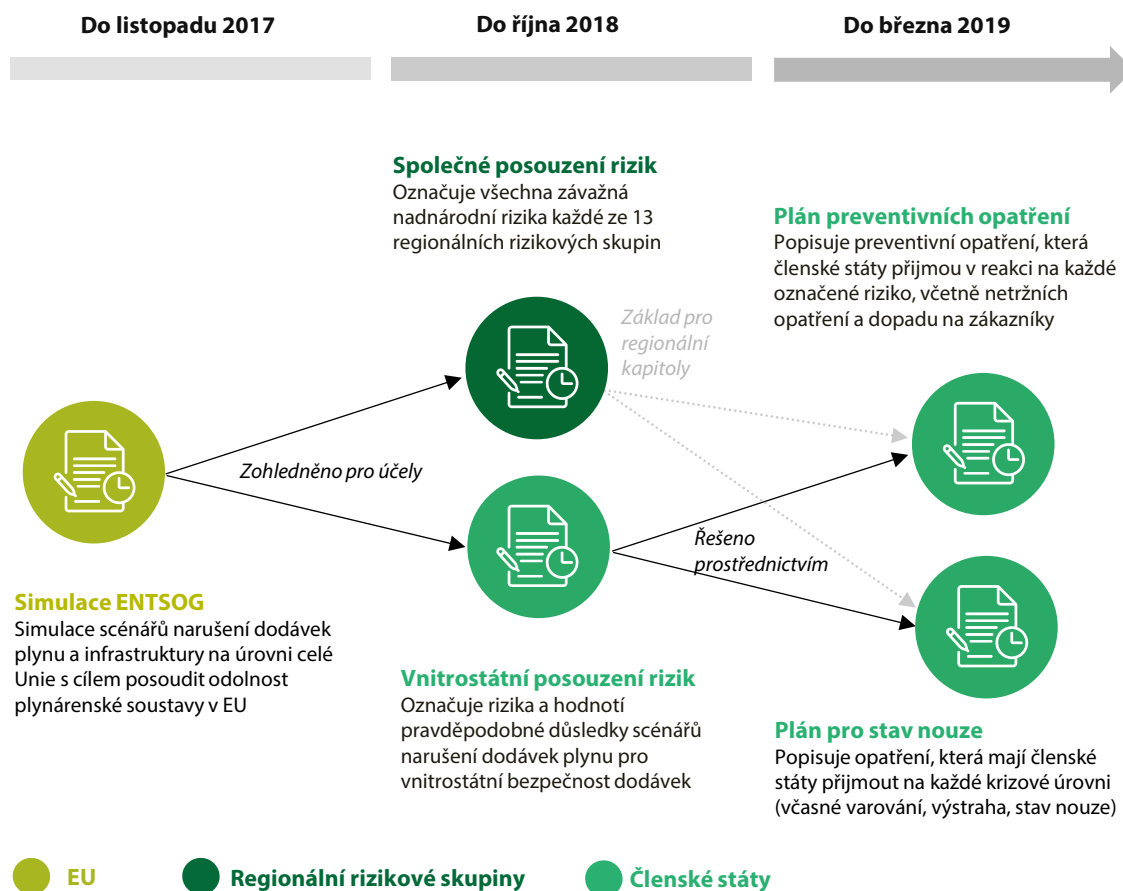 Do listopadu 2017
Do října 2018
Do března 2019
Společné posouzení rizik
Označuje všechna závažná
nadnárodní rizika každé ze 13
regionálních rizikových skupin
Plán preventivních opatření
Popisuje preventivní opatření, která
členské státy přijmou v reakci na každé
označené riziko, včetně netržních
opatření a dopadu na zákazníky
Základ pro
regionální
kapitoly
Zohledněno pro účely
Řešeno
prostřednictvím
Simulace ENTSOG
Simulace scénářů narušení dodávek
plynu a infrastruktury na úrovni celé
Unie s cílem posoudit odolnost
plynárenské soustavy v EU
Vnitrostátní posouzení rizik
Označuje rizika a hodnotí
pravděpodobné důsledky scénářů
narušení dodávek plynu pro
vnitrostátní bezpečnost dodávek
Plán pro stav nouze
Popisuje opatření, která mají členské
státy přijmout na každé krizové úrovni
(včasné varování, výstraha, stav nouze)
EU
Regionální rizikové skupiny
Členské státy